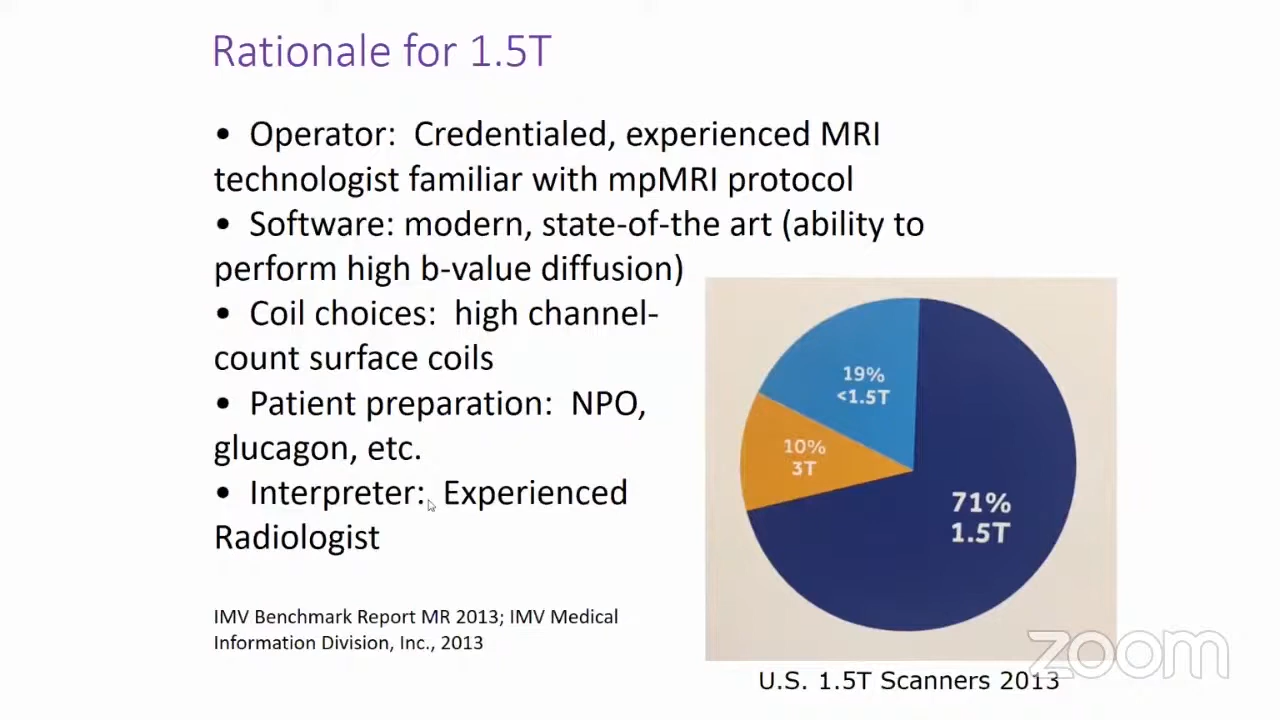 Rationale for 1.5T
• Operator: Credentialed, experienced MRI
technologist familiar with mpMRI protocol
• Software: modern, state-of-the art (ability to
perform high b-value diffusion)
• Coil choices: high channel-
count surface coils
• Patient preparation: NPO,
glucagon, etc.
• Interpreter: Experienced
Radiologist
IMV Benchmark Report MR 2013; IMV Medical
Information Division, Inc., 2013
19%
<1.5T
10%
3T
71%
1.5T
U.S. 1.5T Scanners 2013
zoom